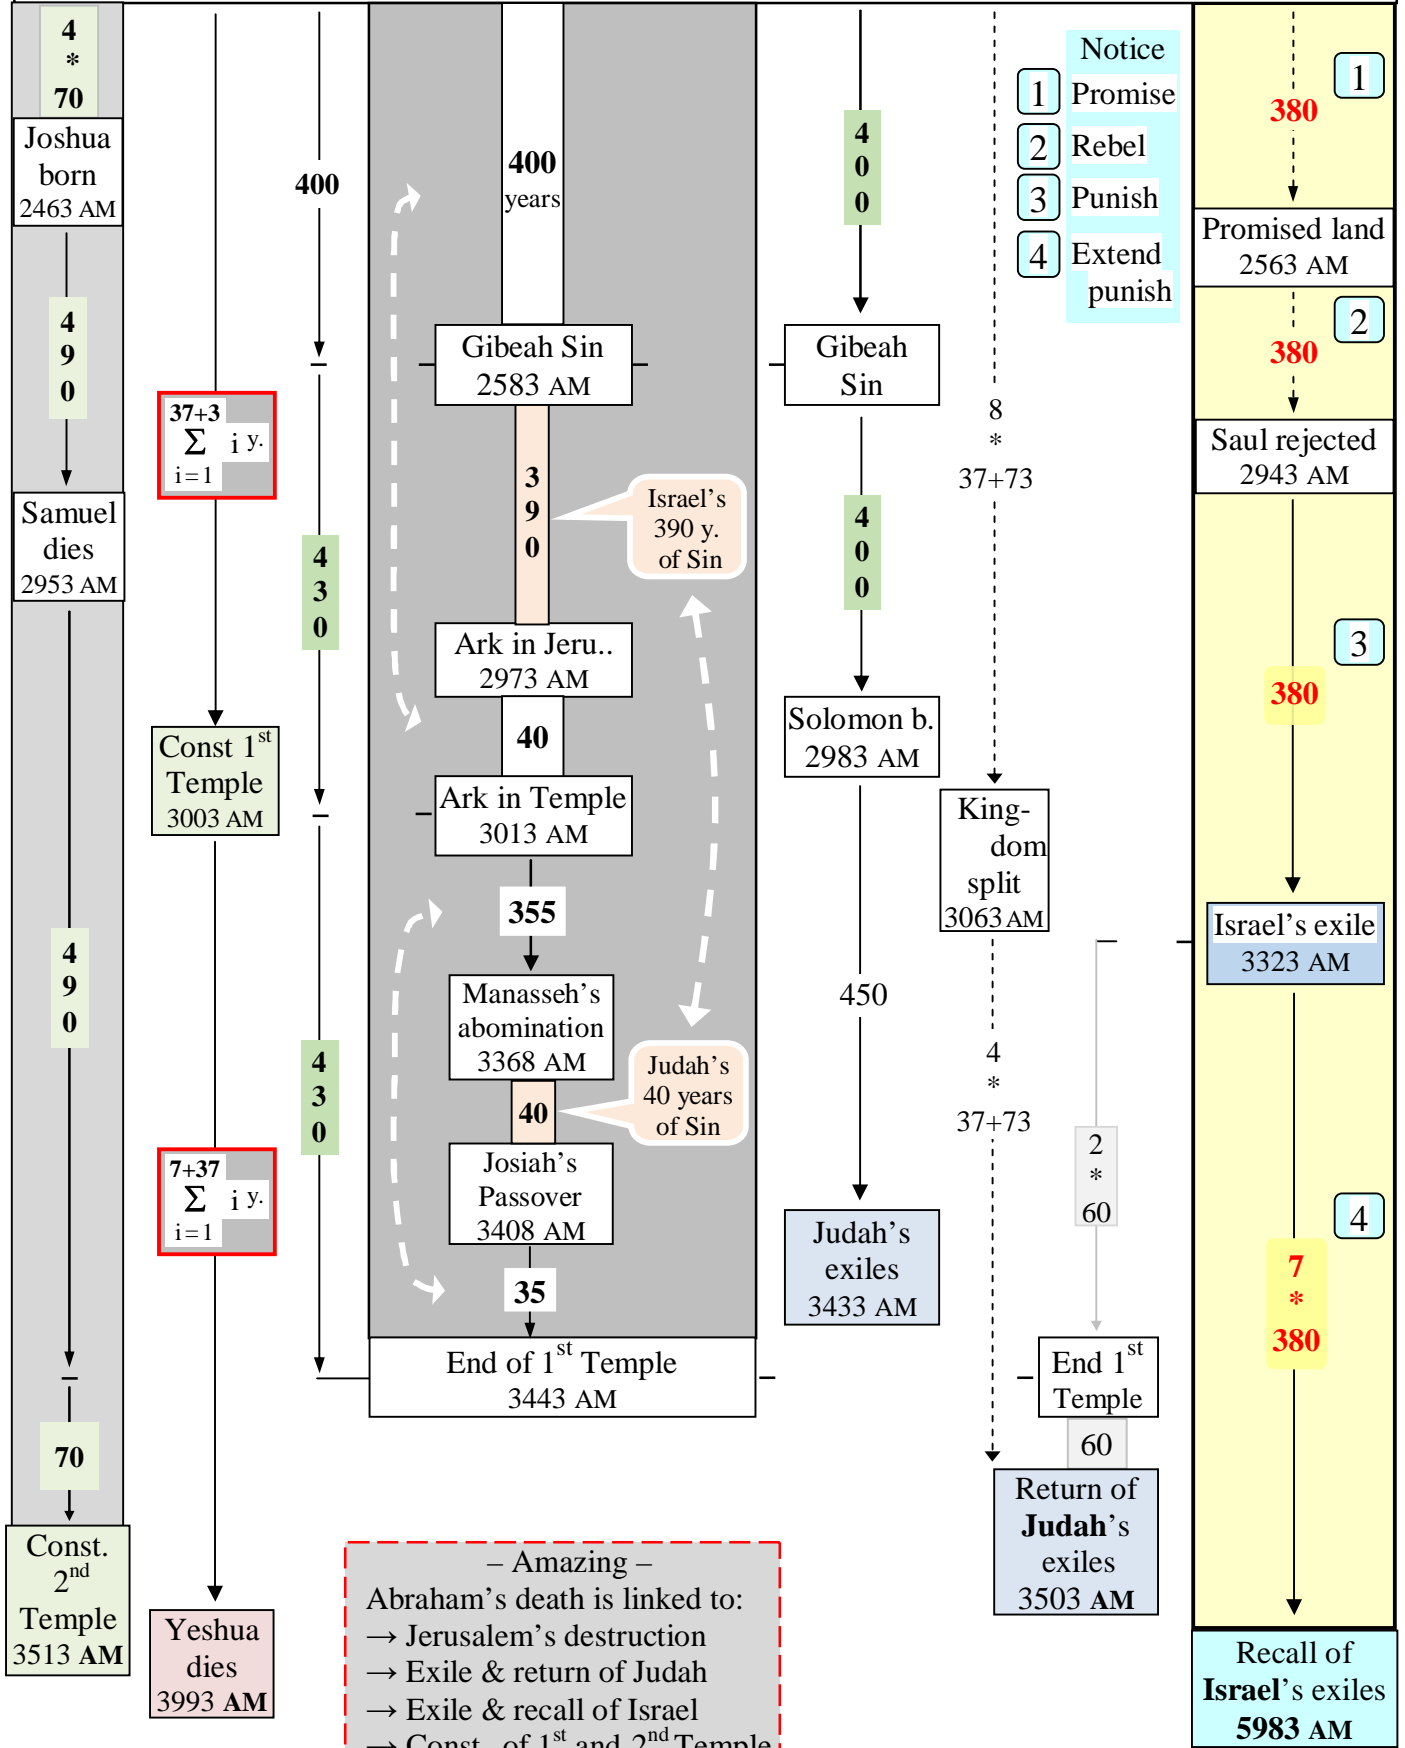 4
*
70
Joshua
born
2463 AM
4
9
0
Samuel
dies
2953 AM
4
9
0
70
Const.
2nd
Temple
3513 AM
37+3
Σ i y.
i=1
Const 1st
Temple
3003 AM
7+37
Σ i y.
i=1
Yeshua
dies
3993 AM
400
4
3
0
4
3
0
400
years
Gibeah Sin
2583 AM
3
9
0
Israel's
390 y.
of Sin
Ark in Jeru..
2973 AM
40
Ark in Temple
3013 AM
355
Manasseh's
abomination
3368 AM
40
Judah's
40 years
of Sin
Josiah's
Passover
3408 AM
35
End of 1st Temple
3443 AM
– Amazing –
Abraham's death is linked to:
→ Jerusalem's destruction
→ Exile & return of Judah
→ Exile & recall of Israel
→ Const. of 1st and 2nd Temple
4
0
0
Gibeah
Sin
4
0
0
Solomon b.
2983 AM
450
Judah's
exiles
3433 AM
8
*
37+73
King-
dom
split
3063 AM
4
*
37+73
2
*
60
End 1st
Temple
60
Return of
Judah's
exiles
3503 AM
Notice
1 Promise
2 Rebel
3 Punish
4 Extend
punish
1
380
Promised land
2563 AM
2
380
Saul rejected
2943 AM
3
380
Israel's exile
3323 AM
4
7
*
380
Recall of
Israel's exiles
5983 AM